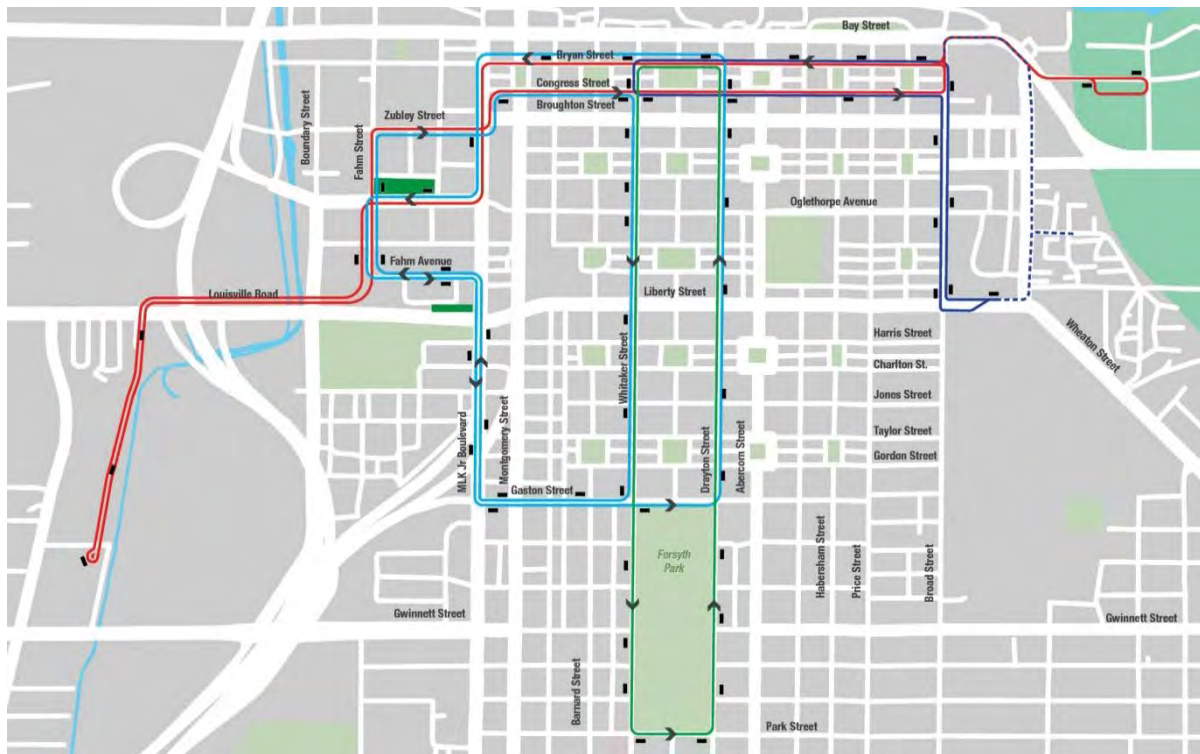 Bay Street
Bryan Street
Congress Street
Broughton Street
Zubley Street
Boundary Street
Fahm Street
Oglethorpe Avenue
Fahm Avenue
Louisville Road
Liberty Street
Harris Street
Charlton St.
Wheaton Street
Whitaker Street
Jones Street
MLK Jr Boulevard
Montgomery Street
Drayton Street
Abercorn Street
Taylor Street
Gordon Street
Gaston Street
Forsyth
Park
Habersham Street
Price Street
Broad Street
Gwinnett Street
Gwinnett Street
Barnard Street
Park Street